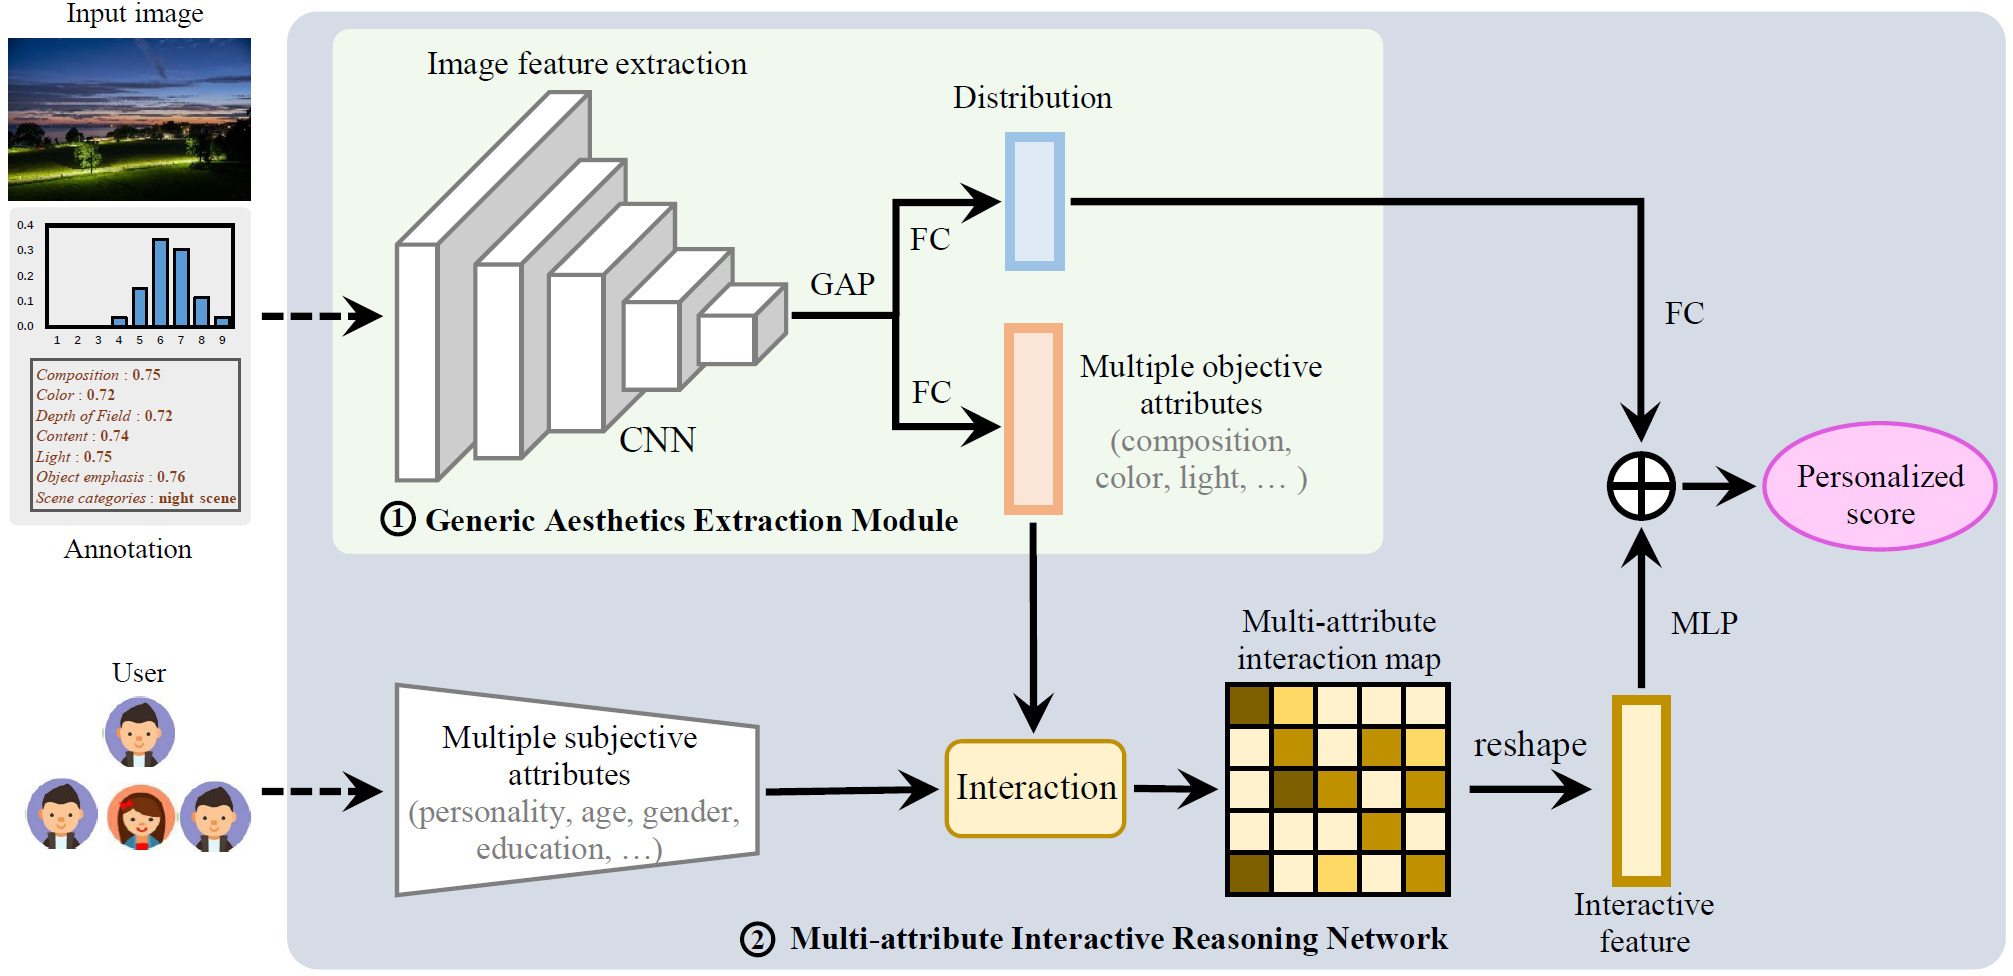 Input image
0.4
0.3
0.2
0.1
0.0
1 2 3 4 5 6 7 8 9
Composition : 0.75
Color : 0.72
Depth of Field : 0.72
Content : 0.74
Light : 0.75
Object emphasis : 0.76
Scene categories : night scene
Annotation
Image feature extraction
CNN
GAP
FC
FC
Distribution
Multiple objective
attributes
(composition,
color, light, … )
1 Generic Aesthetics Extraction Module
FC
Personalized
score
MLP
User
Multiple subjective
attributes
(personality, age, gender,
education, …)
Interaction
Multi-attribute
interaction map
reshape
Interactive
feature
2 Multi-attribute Interactive Reasoning Network